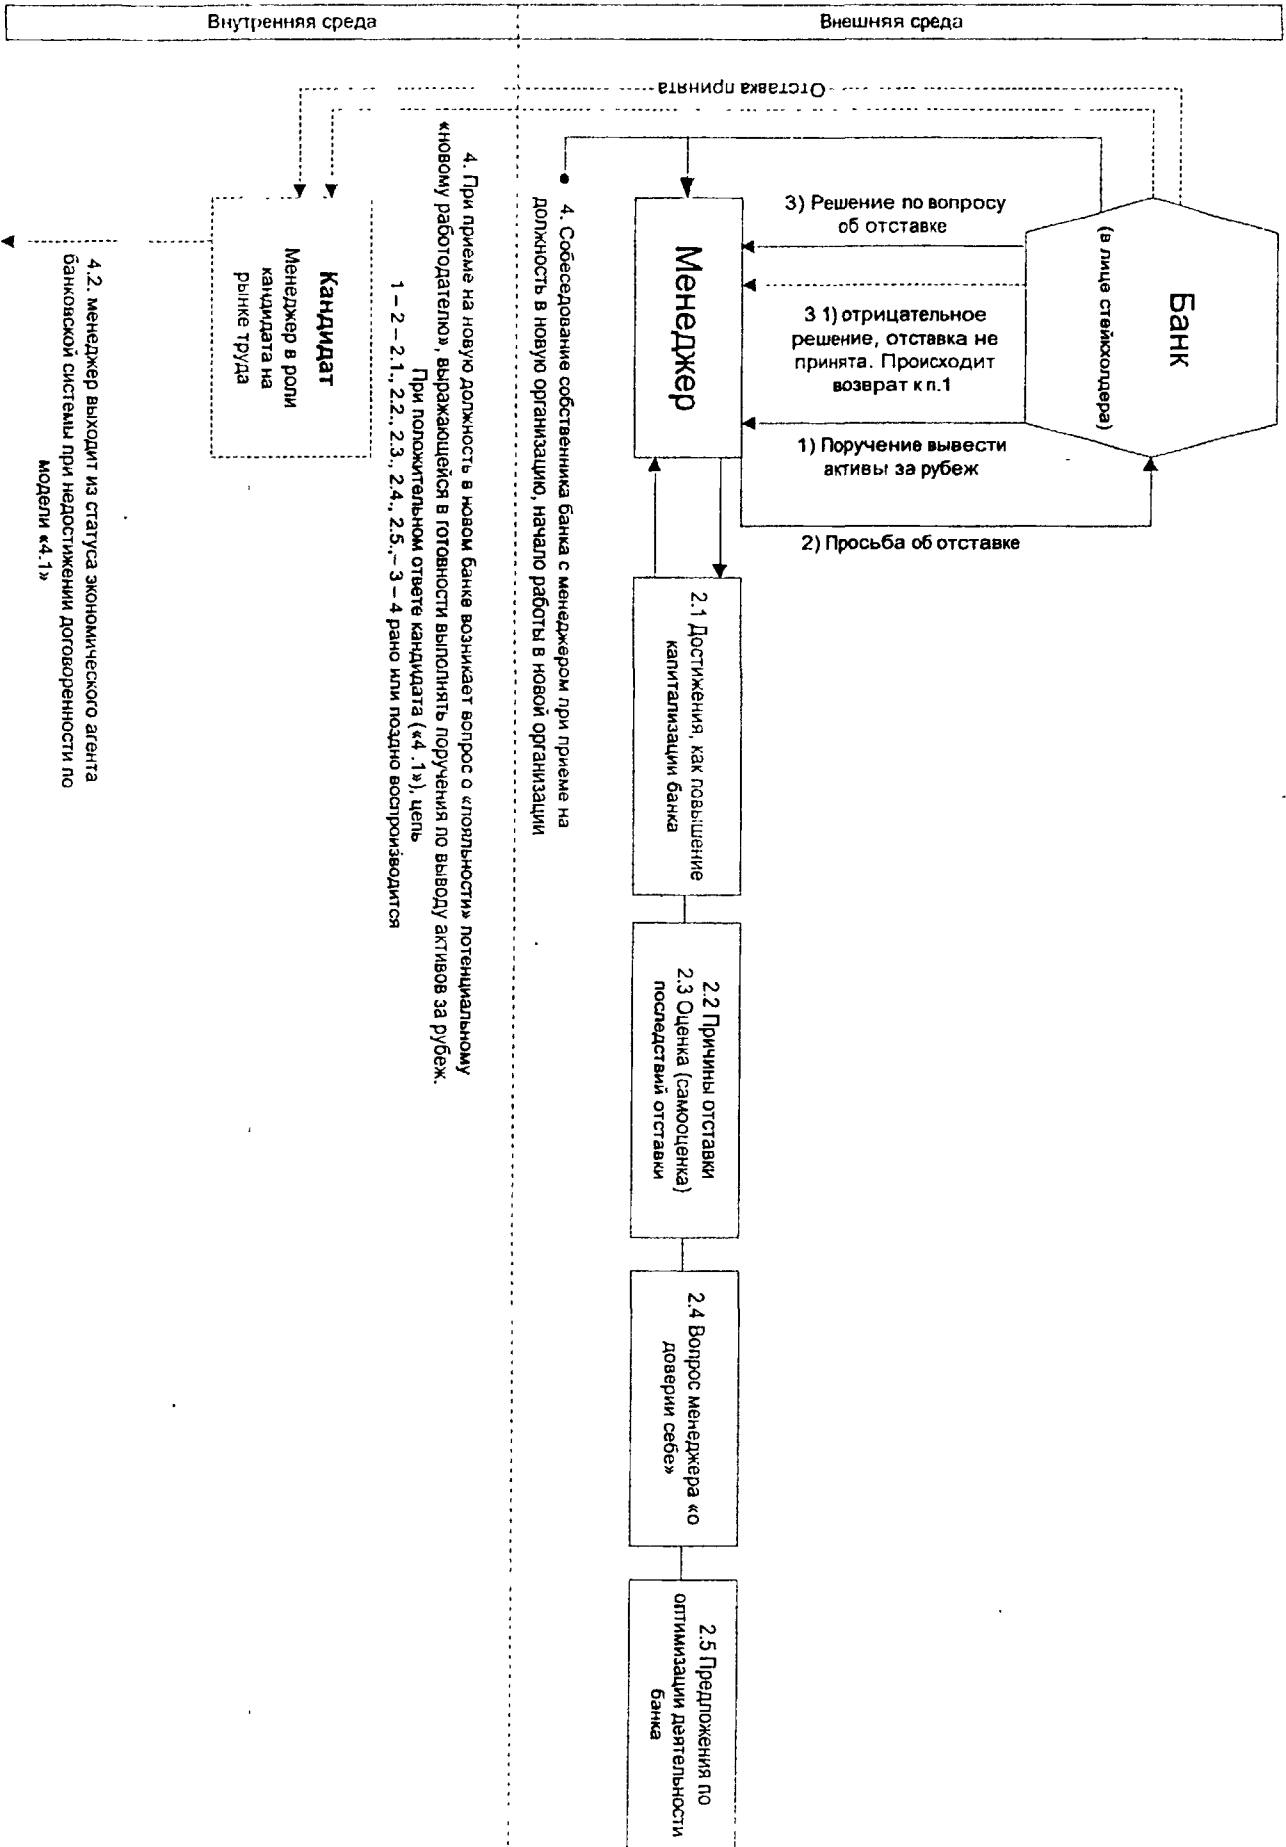 Внутренняя среда
Внешняя среда
Отставка принята
Банк
(в лице стейкхолдера)
3) Решение по вопросу
об отставке
3 1) отрицательное
решение, отставка не
принята. Происходит
возврат к п.1
1) Поручение вывести
активы за рубеж
2) Просьба об отставке
Менеджер
2.1 Достижения, как повышение
капитализации банка
2.2 Причины отставки
2.3 Оценка (самооценка)
последствий отставки
2.4 Вопрос менеджера «о
доверии себе»
2.5 Предложения по
оптимизации деятельности
банка
4. Собеседование собственника банка с менеджером при приеме на
должность в новую организацию, начало работы в новой организации
4. При приеме на новую должность в новом банке возникает вопрос о «лояльности» потенциальному
«новому работодателю», выражающейся в готовности выполнять поручения по выводу активов за рубеж.
При положительном ответе кандидата («4 .1»), цепь
1 – 2 – 2.1., 2.2., 2.3., 2.4., 2.5.,– 3 – 4 рано или поздно воспроизводится
Кандидат
Менеджер в роли
кандидата на
рынке труда
4.2. менеджер выходит из статуса экономического агента
банковской системы при недостижении договоренности по
модели «4.1»